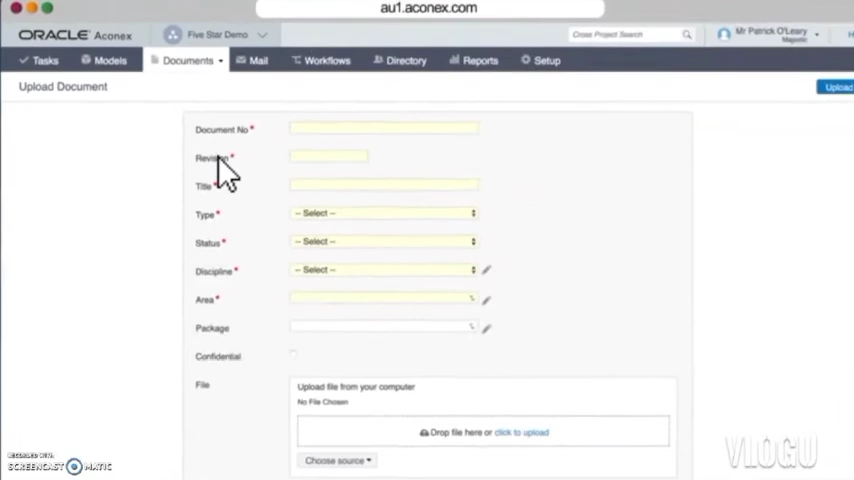 au1.aconex.com
ORACLE Aconex Five Star Demo Cross Project Search Mr Patrick O'Leary
Majestic
Tasks Models Documents Mail Workflows Directory Reports Setup
Upload Document Upload
Document No *
Revision *
Title *
Type * -- Select --
Status * -- Select --
Discipline * -- Select --
Area *
Package
Confidential
File Upload file from your computer
No File Chosen
Drop file here or click to upload
Choose source
RECORDED WITH
SCREENCAST MATIC
VLOGU